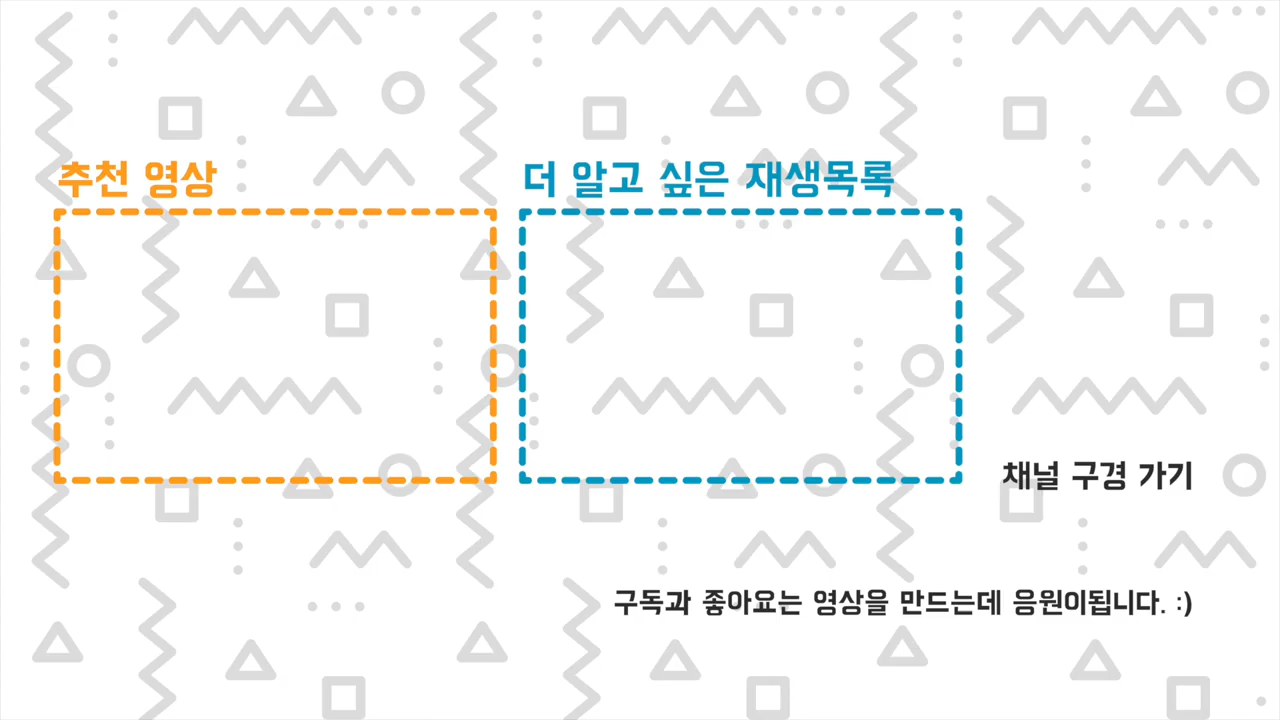 추천 영상
더 알고 싶은 재생목록
채널 구경 가기
구독과 좋아요는 영상을 만드는데 응원이됩니다. :)